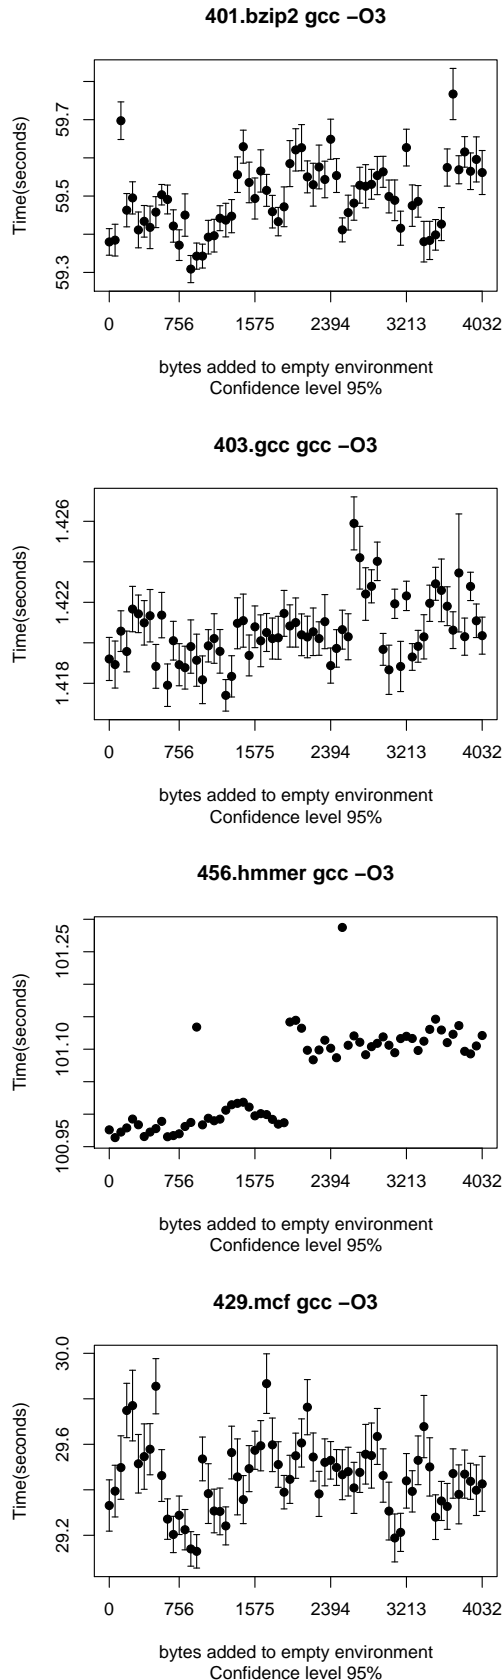 401.bzip2 gcc −O3
Time(seconds)
59.7
59.5
59.3
0 756 1575 2394 3213 4032
bytes added to empty environment
Confidence level 95%
403.gcc gcc −O3
Time(seconds)
1.426
1.422
1.418
0 756 1575 2394 3213 4032
bytes added to empty environment
Confidence level 95%
456.hmmer gcc −O3
Time(seconds)
101.25
101.10
100.95
0 756 1575 2394 3213 4032
bytes added to empty environment
Confidence level 95%
429.mcf gcc −O3
Time(seconds)
30.0
29.6
29.2
0 756 1575 2394 3213 4032
bytes added to empty environment
Confidence level 95%